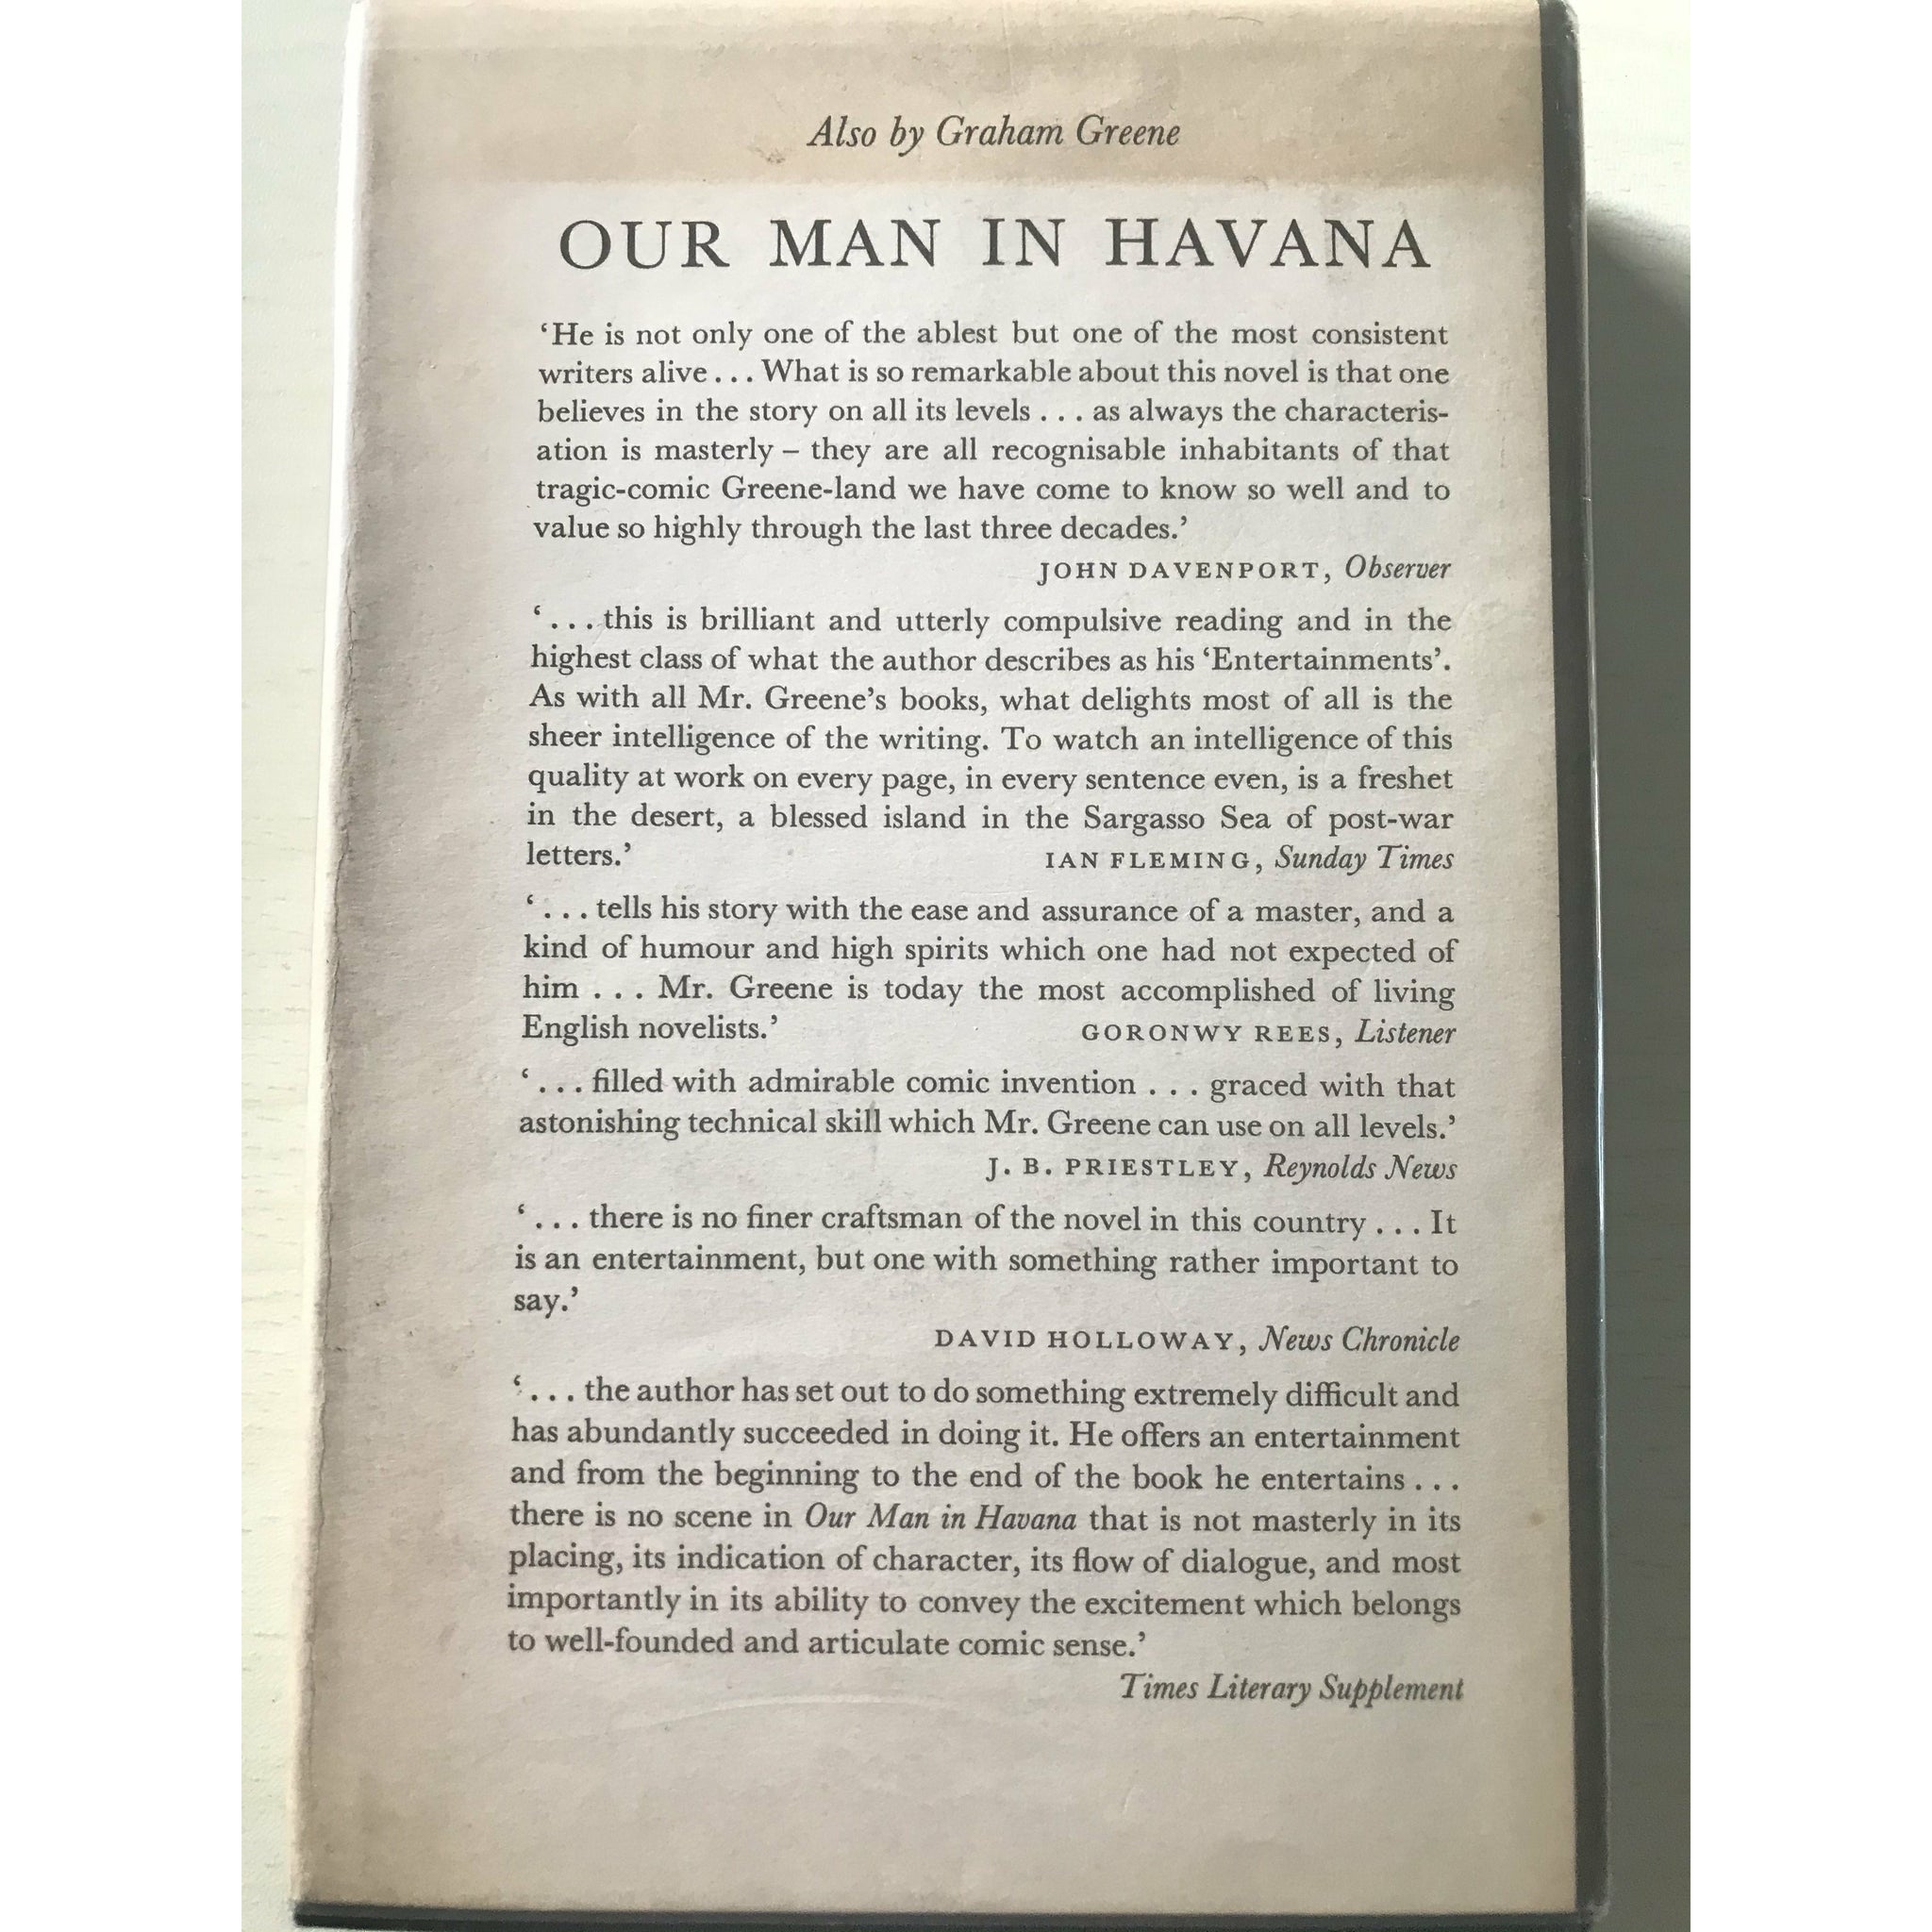 Also by Graham Greene
OUR MAN IN HAVANA
‘He is not only one of the ablest but one of the most consistent
writers alive . . . What is so remarkable about this novel is that one
believes in the story on all its levels . . . as always the characteris-
ation is masterly – they are all recognisable inhabitants of that
tragic-comic Greene-land we have come to know so well and to
value so highly through the last three decades.’
JOHN DAVENPORT, Observer
‘. . . this is brilliant and utterly compulsive reading and in the
highest class of what the author describes as his ‘Entertainments’.
As with all Mr. Greene’s books, what delights most of all is the
sheer intelligence of the writing. To watch an intelligence of this
quality at work on every page, in every sentence even, is a freshet
in the desert, a blessed island in the Sargasso Sea of post-war
letters.’ IAN FLEMING, Sunday Times
‘. . . tells his story with the ease and assurance of a master, and a
kind of humour and high spirits which one had not expected of
him . . . Mr. Greene is today the most accomplished of living
English novelists.’ GORONWY REES, Listener
‘. . . filled with admirable comic invention . . . graced with that
astonishing technical skill which Mr. Greene can use on all levels.’
J. B. PRIESTLEY, Reynolds News
‘. . . there is no finer craftsman of the novel in this country . . . It
is an entertainment, but one with something rather important to
say.’
DAVID HOLLOWAY, News Chronicle
‘. . . the author has set out to do something extremely difficult and
has abundantly succeeded in doing it. He offers an entertainment
and from the beginning to the end of the book he entertains . . .
there is no scene in Our Man in Havana that is not masterly in its
placing, its indication of character, its flow of dialogue, and most
importantly in its ability to convey the excitement which belongs
to well-founded and articulate comic sense.’
Times Literary Supplement